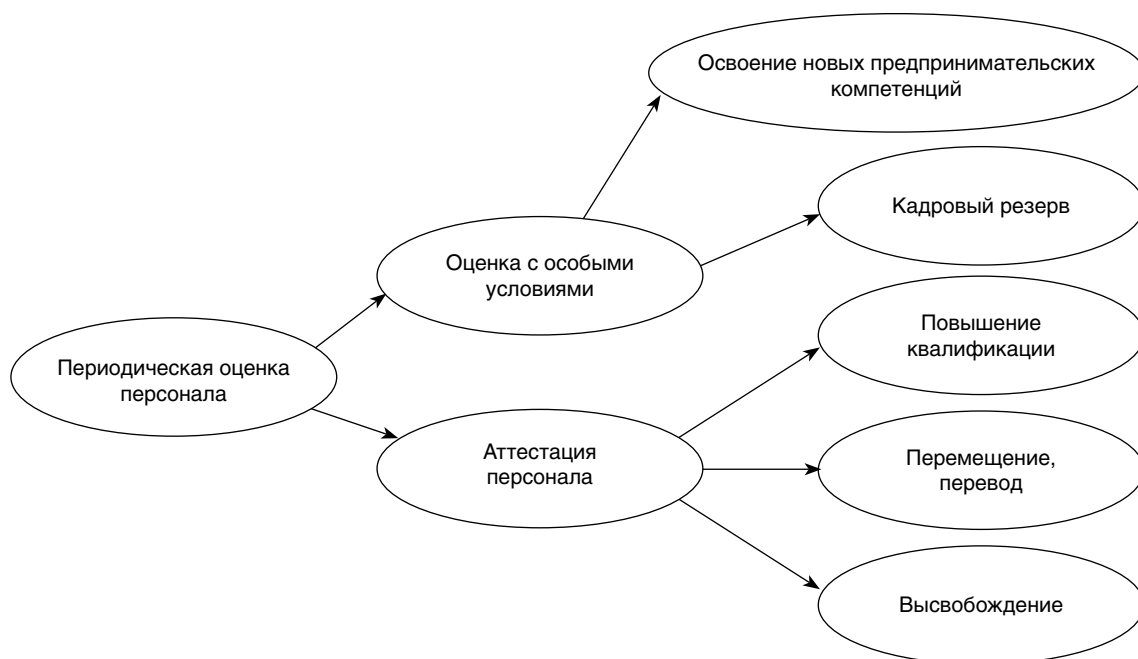 Освоение новых предпринимательских
компетенций
Кадровый резерв
Оценка с особыми
условиями
Повышение
квалификации
Периодическая оценка
персонала
Аттестация
персонала
Перемещение,
перевод
Высвобождение